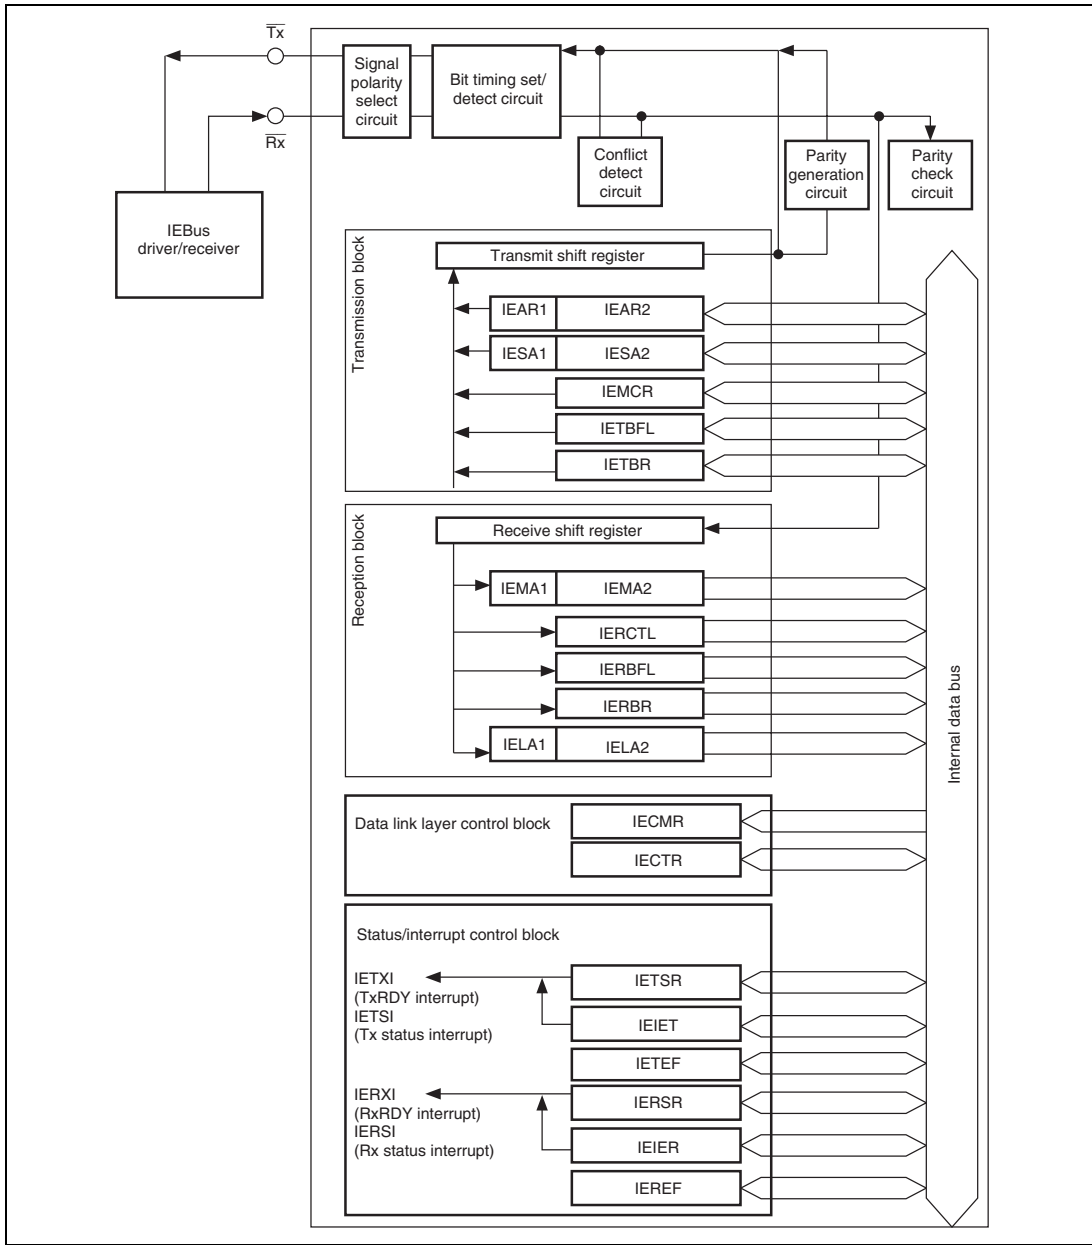 Tx
Rx
Signal
polarity
select
circuit
Bit timing set/
detect circuit
Conflict
detect
circuit
Parity
generation
circuit
Parity
check
circuit
IEBus
driver/receiver
Transmission block
Transmit shift register
IEAR1 IEAR2
IESA1 IESA2
IEMCR
IETBFL
IETBR
Reception block
Receive shift register
IEMA1 IEMA2
IERCTL
IERBFL
IERBR
IELA1 IELA2
Internal data bus
Data link layer control block
IECMR
IECTR
Status/interrupt control block
IETXI
(TxRDY interrupt)
IETSI
(Tx status interrupt)
IETSR
IEIET
IETEF
IERXI
(RxRDY interrupt)
IERSI
(Rx status interrupt)
IERSR
IEIER
IEREF